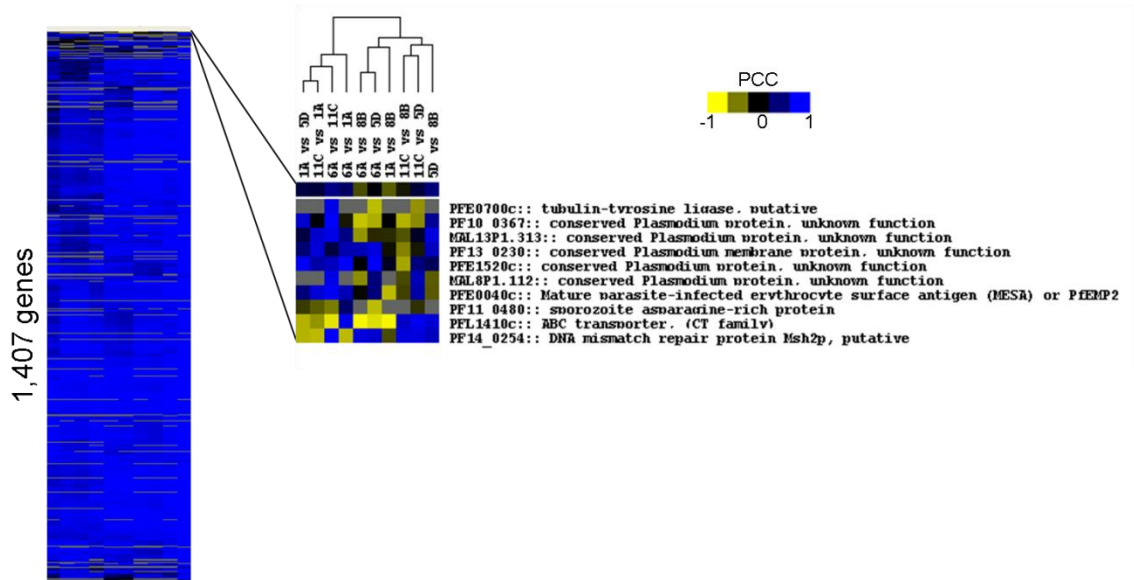 PCC
-1 0 1
1A vs 5D
11C vs 1A
6A vs 11C
6A vs 1A
6A vs 8B
6A vs 5D
1A vs 8B
11C vs 8B
11C vs 5D
5D vs 8B
PFE0700c:: tubulin-tyrosine ligase, putative
PF10_0367:: conserved Plasmodium protein, unknown function
MAL13P1.313:: conserved Plasmodium protein, unknown function
PF13_0230:: conserved Plasmodium membrane protein, unknown function
PFE1520c:: conserved Plasmodium protein, unknown function
MAL8P1.112:: conserved Plasmodium protein, unknown function
PFE0040c:: Mature parasite-infected erythrocyte surface antigen (MESA) or PfEMP2
PF11_0480:: sporozoite asparagine-rich protein
PFL1410c:: ABC transporter, (CT family)
PF14_0254:: DNA mismatch repair protein Msh2p, putative
1,407 genes